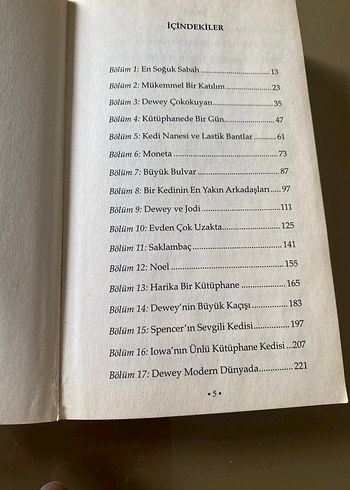 İÇİNDEKİLER
Bölüm 1: En Soğuk Sabah 13
Bölüm 2: Mükemmel Bir Katılım 23
Bölüm 3: Dewey Çokokuyan 35
Bölüm 4: Kütüphanede Bir Gün 47
Bölüm 5: Kedi Nanesi ve Lastik Bantlar 61
Bölüm 6: Moneta 73
Bölüm 7: Büyük Bulvar 87
Bölüm 8: Bir Kedinin En Yakın Arkadaşları 97
Bölüm 9: Dewey ve Jodi 111
Bölüm 10: Evden Çok Uzakta 125
Bölüm 11: Saklambaç 141
Bölüm 12: Noel 155
Bölüm 13: Harika Bir Kütüphane 165
Bölüm 14: Dewey'nin Büyük Kaçışı 183
Bölüm 15: Spencer'ın Sevgili Kedisi 197
Bölüm 16: Iowa'nın Ünlü Kütüphane Kedisi 207
Bölüm 17: Dewey Modern Dünyada 221
• 5 •